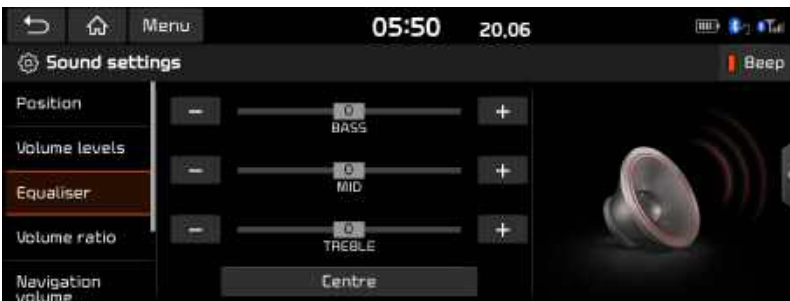 Menu
05:50
20.06
Sound settings
Beep
Position
Volume levels
Equaliser
Volume ratio
Navigation
volume
-
0
+
BASS
-
0
+
MID
-
0
+
TREBLE
Centre